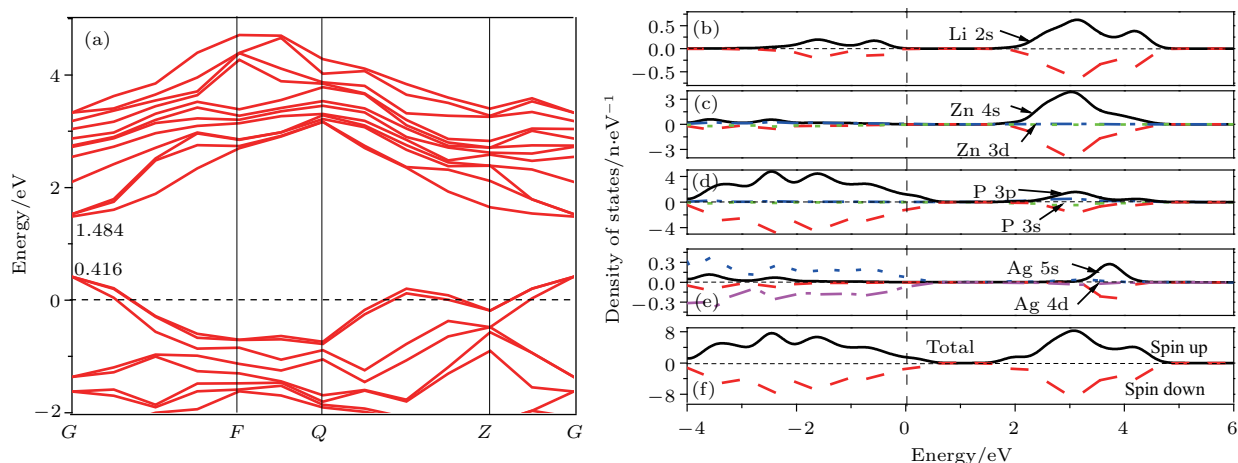 (a)
Energy/eV
4
2
0
−2
1.484
0.416
G
F
Q
Z
G
Density of states/n·eV⁻¹
(b)
0.5
0.0
−0.5
Li 2s
(c)
3
0
−3
Zn 4s
Zn 3d
(d)
4
0
−4
P 3p
P 3s
(e)
0.3
0.0
−0.3
Ag 5s
Ag 4d
(f)
8
0
−8
Total
Spin up
Spin down
−4
−2
0
2
4
6
Energy/eV